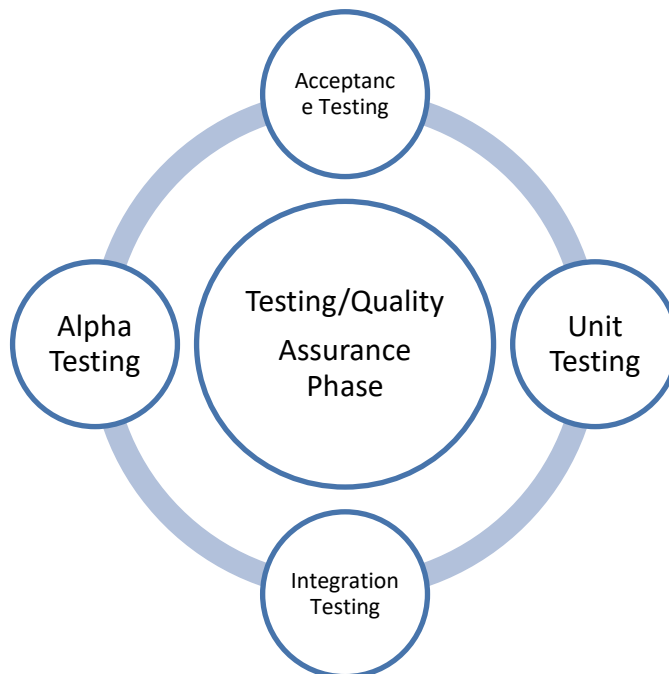 Acceptanc
e Testing
Testing/Quality
Assurance
Phase
Alpha
Testing
Unit
Testing
Integration
Testing